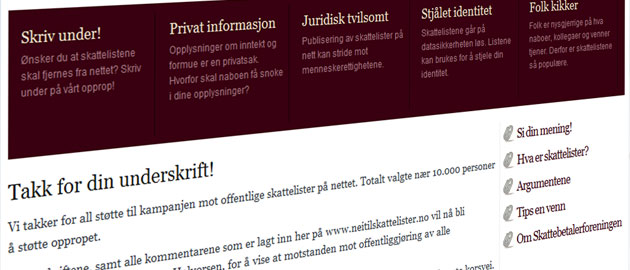 Skriv under!
Ønsker du at skattelistene
skal fjernes fra nettet? Skriv
under på vårt opprop!
Privat informasjon
Opplysninger om inntekt og
formue er en privatsak.
Hvorfor skal naboen få snoke
i dine opplysninger?
Juridisk tvilsomt
Publisering av skattelister på
nett kan stride mot
menneskerettighetene.
Stjålet identitet
Skattelistene går på
datasikkerheten løs. Listene
kan brukes for å stjele din
identitet.
Folk kikker
Folk er nysgjerrige på hva
naboer, kollegaer og venner
tjener. Derfor er skattelistene
så populære.
Takk for din underskrift!
Vi takker for all støtte til kampanjen mot offentlige skattelister på nettet. Totalt valgte nær 10.000 personer
å støtte oppropet.
samt alle kommentarene som er lagt inn her på www.neitilskattelister.no vil nå bli
for å vise at motstanden mot offentliggjøring av alle
Si din mening!
Hva er skattelister?
Argumentene
Tips en venn
Om Skattebetalerforeningen